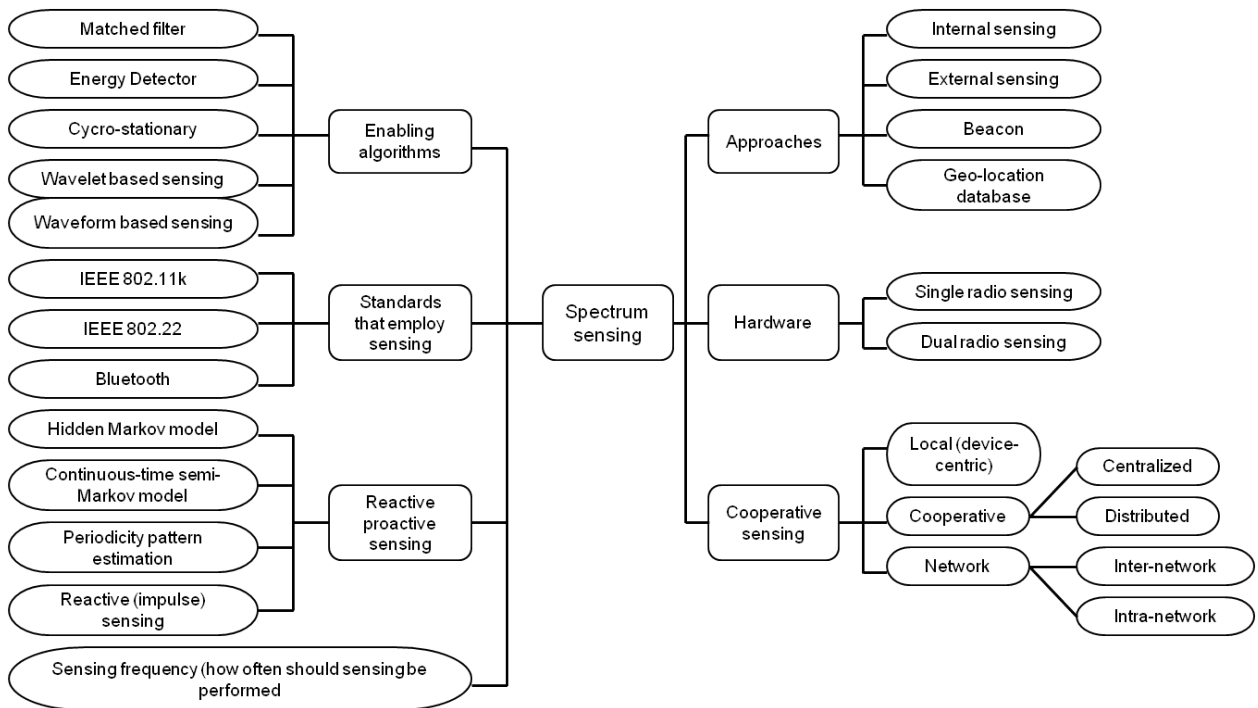 Matched filter
Energy Detector
Cycro-stationary
Wavelet based sensing
Waveform based sensing
Enabling
algorithms
IEEE 802.11k
IEEE 802.22
Bluetooth
Standards
that employ
sensing
Hidden Markov model
Continuous-time semi-
Markov model
Periodicity pattern
estimation
Reactive (impulse)
sensing
Reactive
proactive
sensing
Sensing frequency (how often should sensing be
performed
Spectrum
sensing
Approaches
Internal sensing
External sensing
Beacon
Geo-location
database
Hardware
Single radio sensing
Dual radio sensing
Cooperative
sensing
Local (device-
centric)
Cooperative
Network
Centralized
Distributed
Inter-network
Intra-network